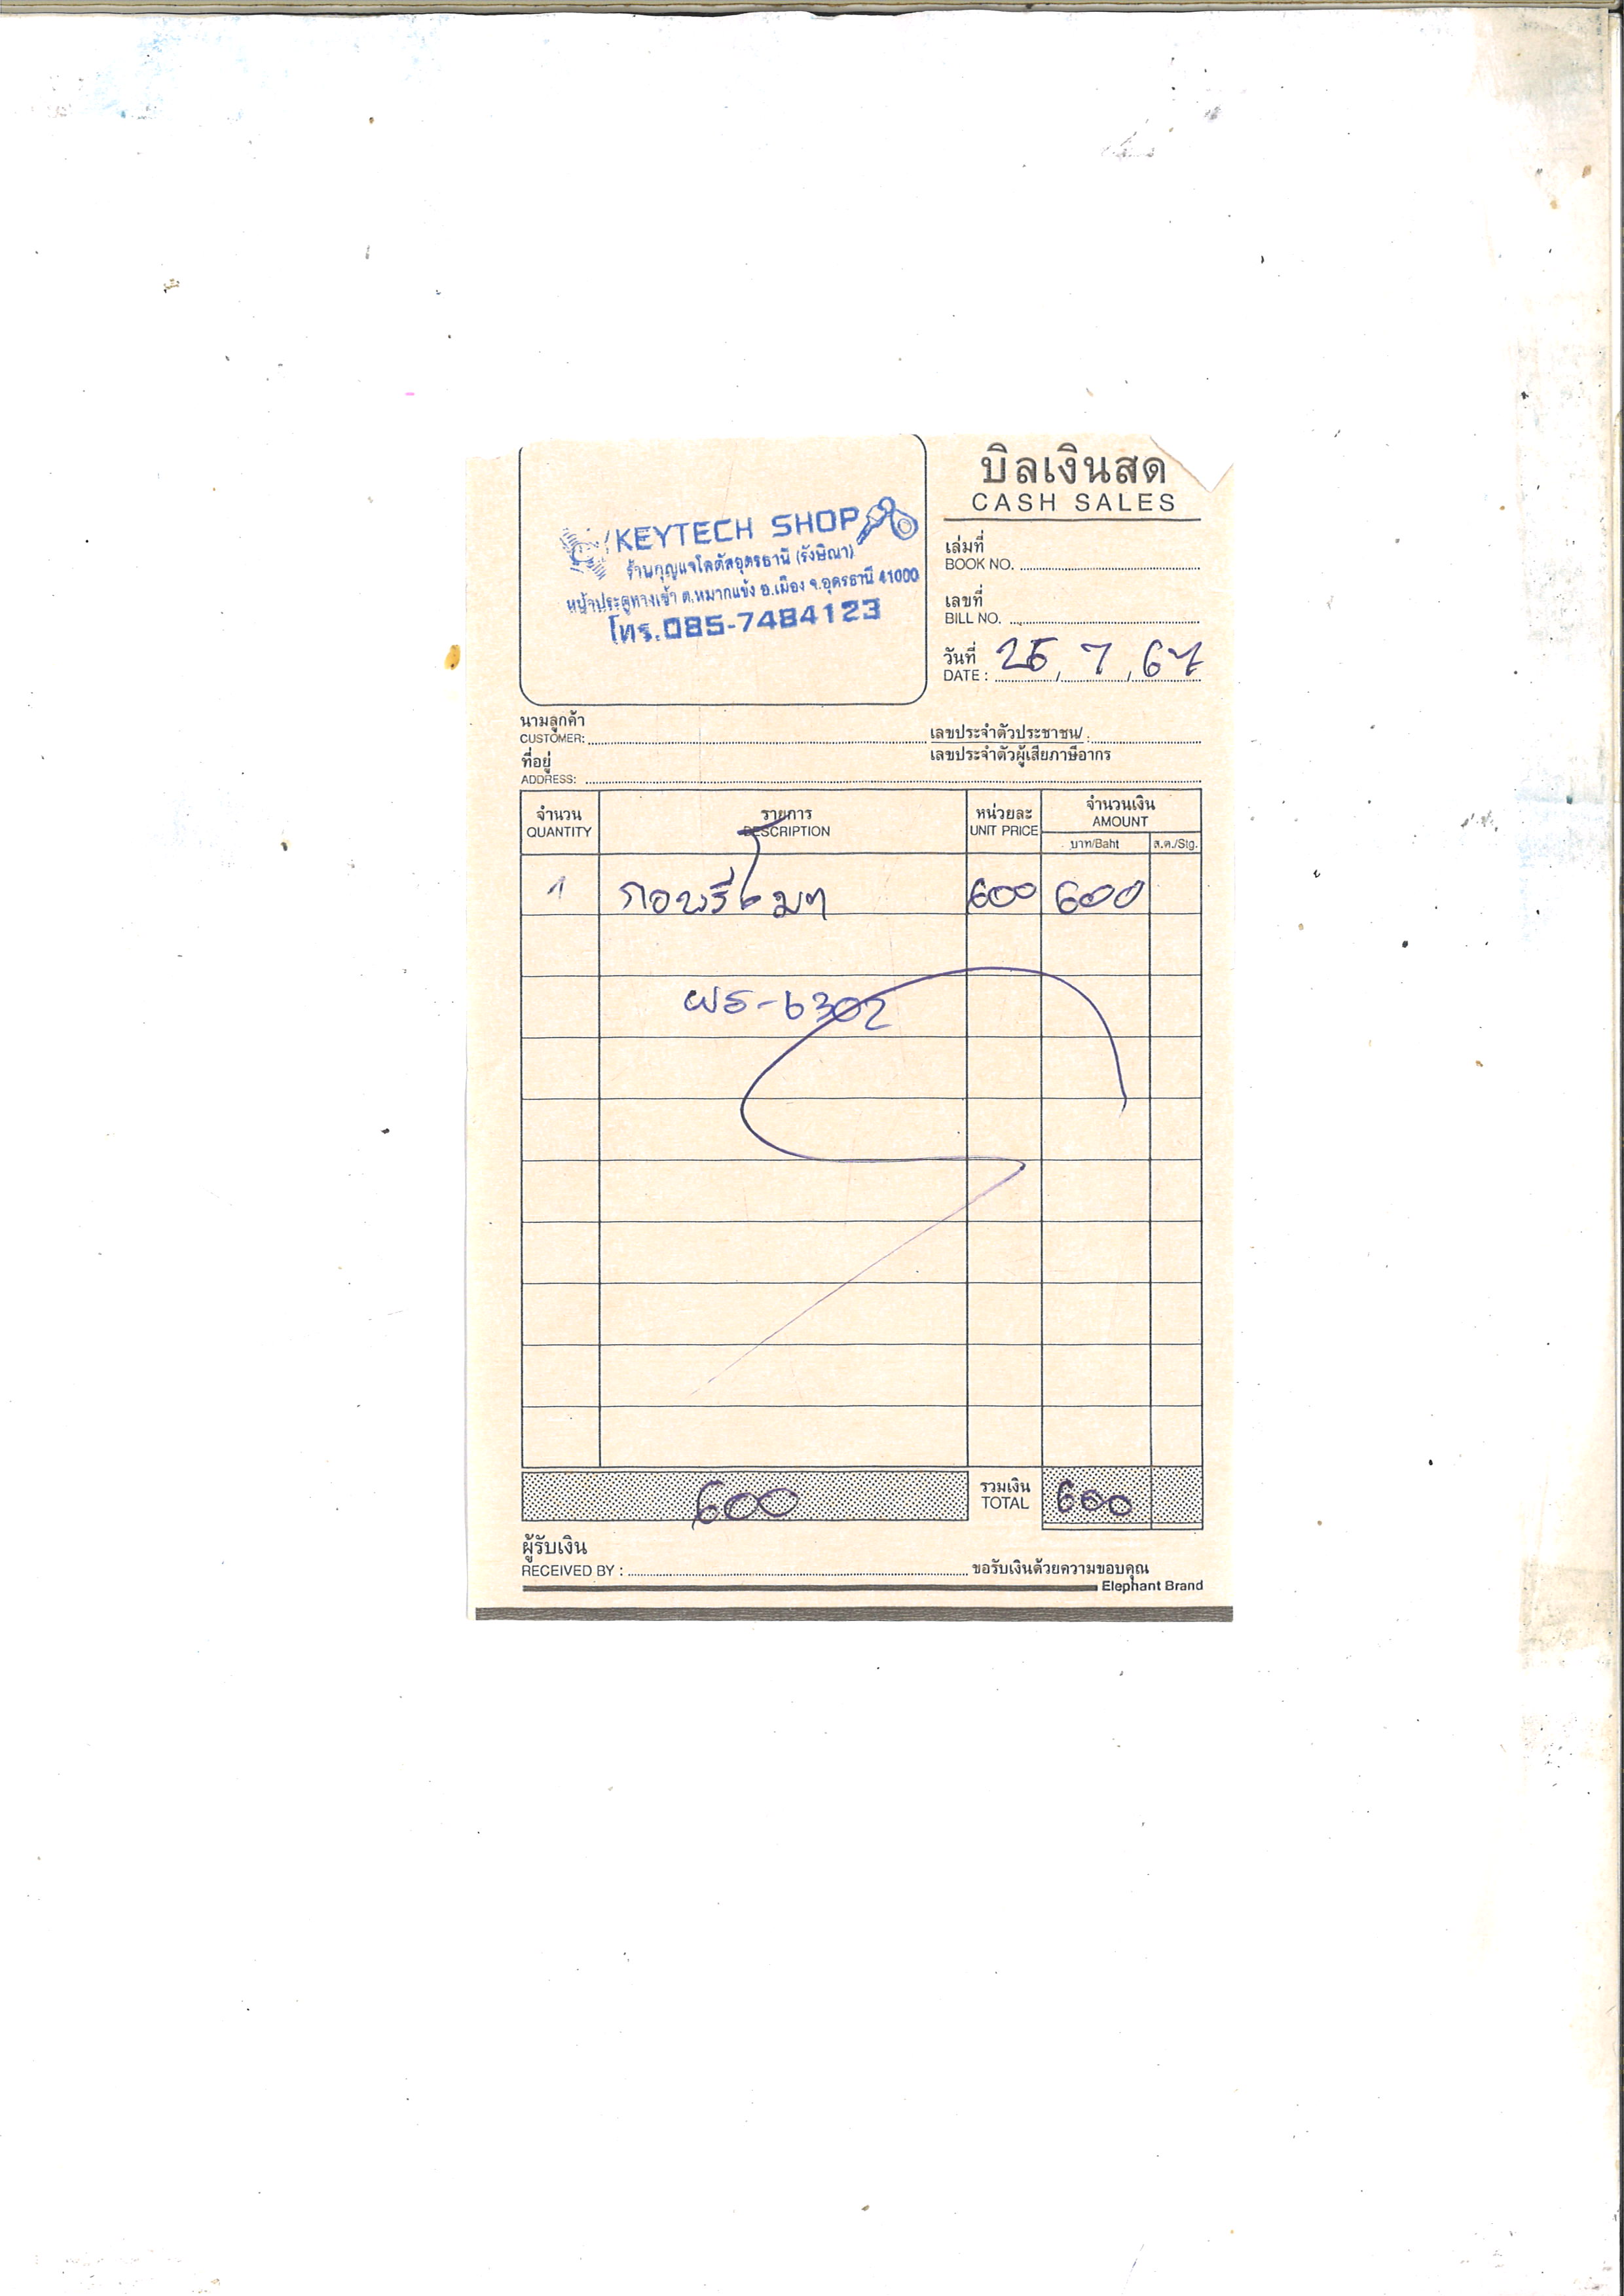 บิลเงินสด
CASH SALES
KEYTECH SHOP
ร้านกุญแจโลตัสอุดรธานี (รังษิณา)
หน้าประตูทางเข้า ต.หมากแข้ง อ.เมือง จ.อุดรธานี 41000
โทร.085-7484123
เล่มที่
BOOK NO.
เลขที่
BILL NO.
วันที่
DATE : 25 / 7 / 67
นามลูกค้า
CUSTOMER:
เลขประจำตัวประชาชน/
เลขประจำตัวผู้เสียภาษีอากร
ที่อยู่
ADDRESS:
จำนวน รายการ หน่วยละ จำนวนเงิน
QUANTITY DESCRIPTION UNIT PRICE AMOUNT
บาท/Baht ส.ต./Stg.
1 กอบรีโมท 600 600
ผร-6302
600 รวมเงิน TOTAL 600
ผู้รับเงิน
RECEIVED BY : ขอรับเงินด้วยความขอบคุณ
Elephant Brand